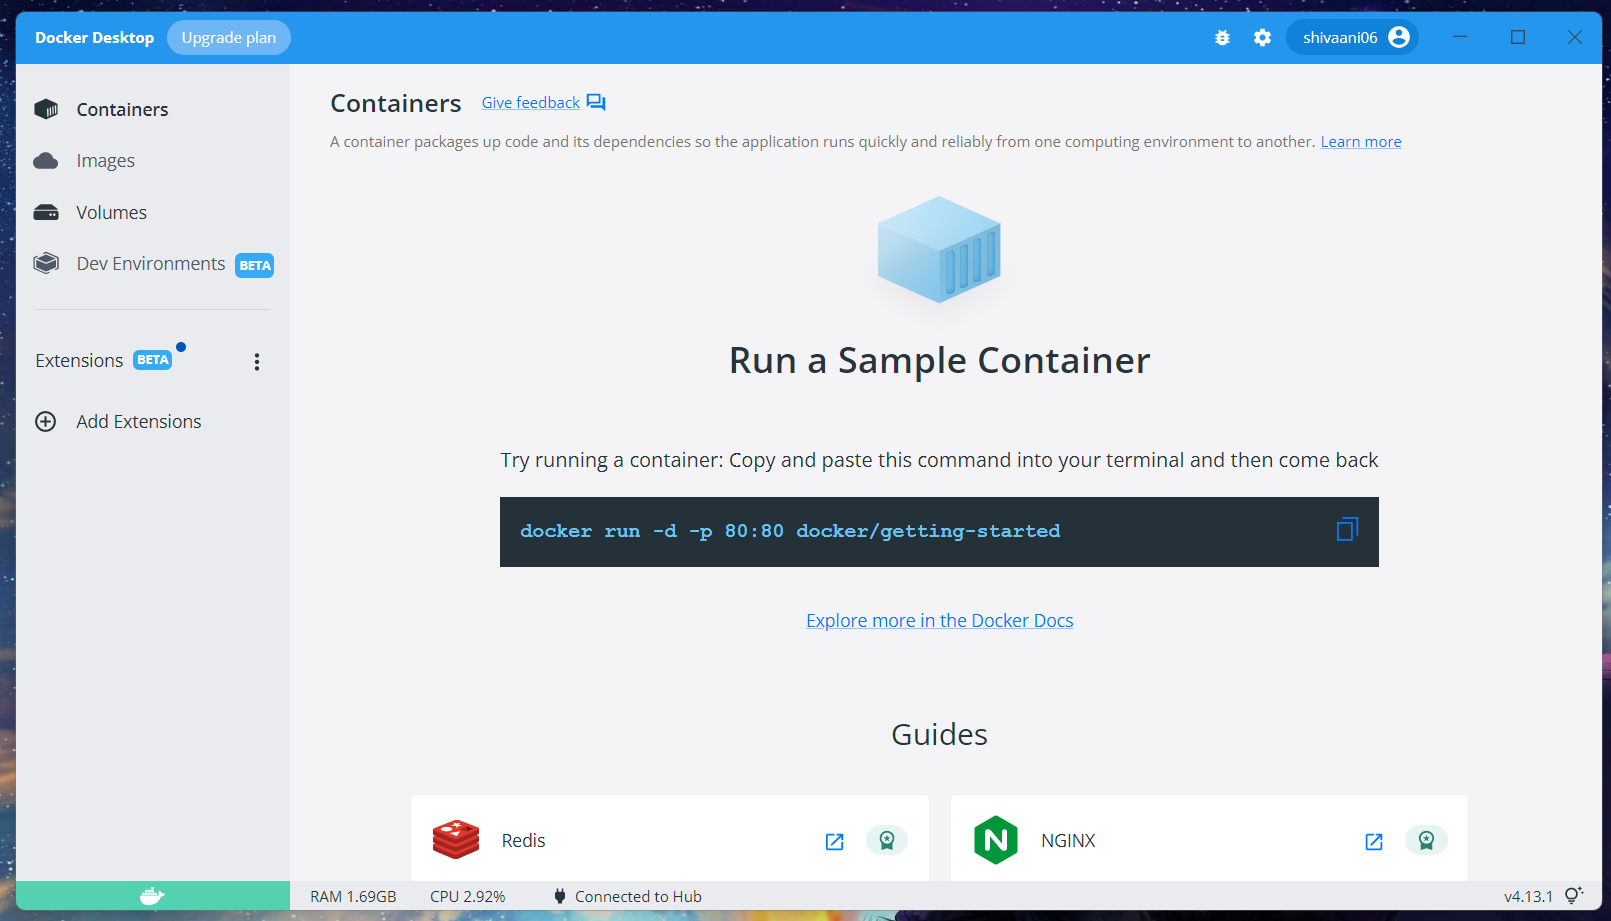 Docker Desktop Upgrade plan shivaani06
Containers
Images
Volumes
Dev Environments BETA
Extensions BETA
Add Extensions
Containers Give feedback
A container packages up code and its dependencies so the application runs quickly and reliably from one computing environment to another. Learn more
Run a Sample Container
Try running a container: Copy and paste this command into your terminal and then come back
docker run -d -p 80:80 docker/getting-started
Explore more in the Docker Docs
Guides
Redis
N NGINX
RAM 1.69GB CPU 2.92% Connected to Hub v4.13.1